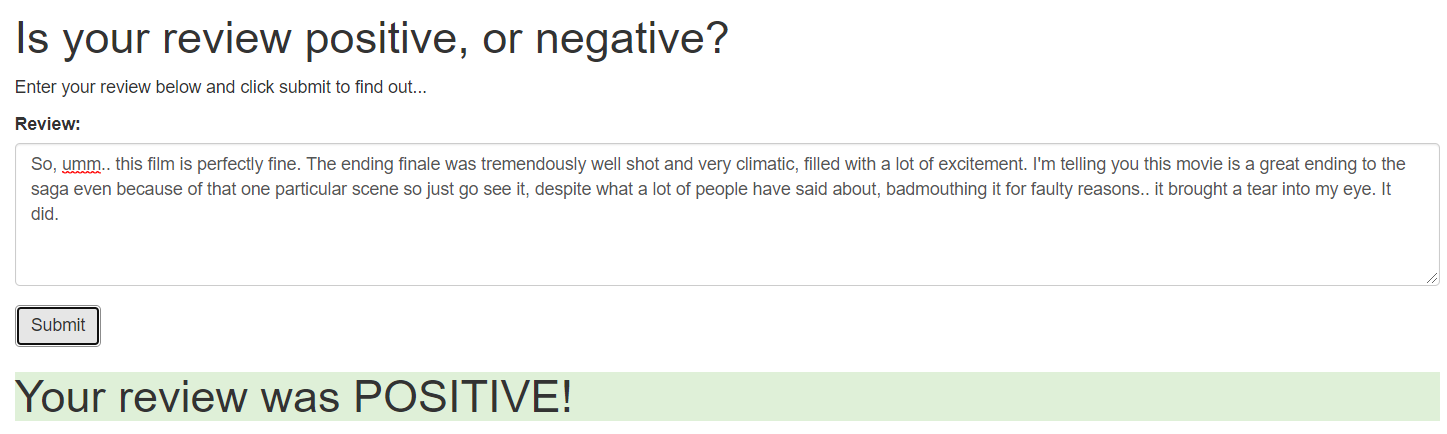 Is your review positive, or negative?
Enter your review below and click submit to find out...
Review:
So, umm.. this film is perfectly fine. The ending finale was tremendously well shot and very climatic, filled with a lot of excitement. I'm telling you this movie is a great ending to the
saga even because of that one particular scene so just go see it, despite what a lot of people have said about, badmouthing it for faulty reasons.. it brought a tear into my eye. It
did.
Submit
Your review was POSITIVE!